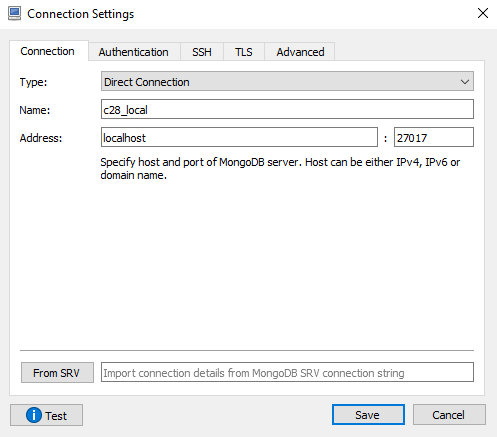 Connection Settings
Connection Authentication SSH TLS Advanced
Type: Direct Connection
Name: c28_local
Address: localhost : 27017
Specify host and port of MongoDB server. Host can be either IPv4, IPv6 or
domain name.
From SRV Import connection details from MongoDB SRV connection string
Test Save Cancel